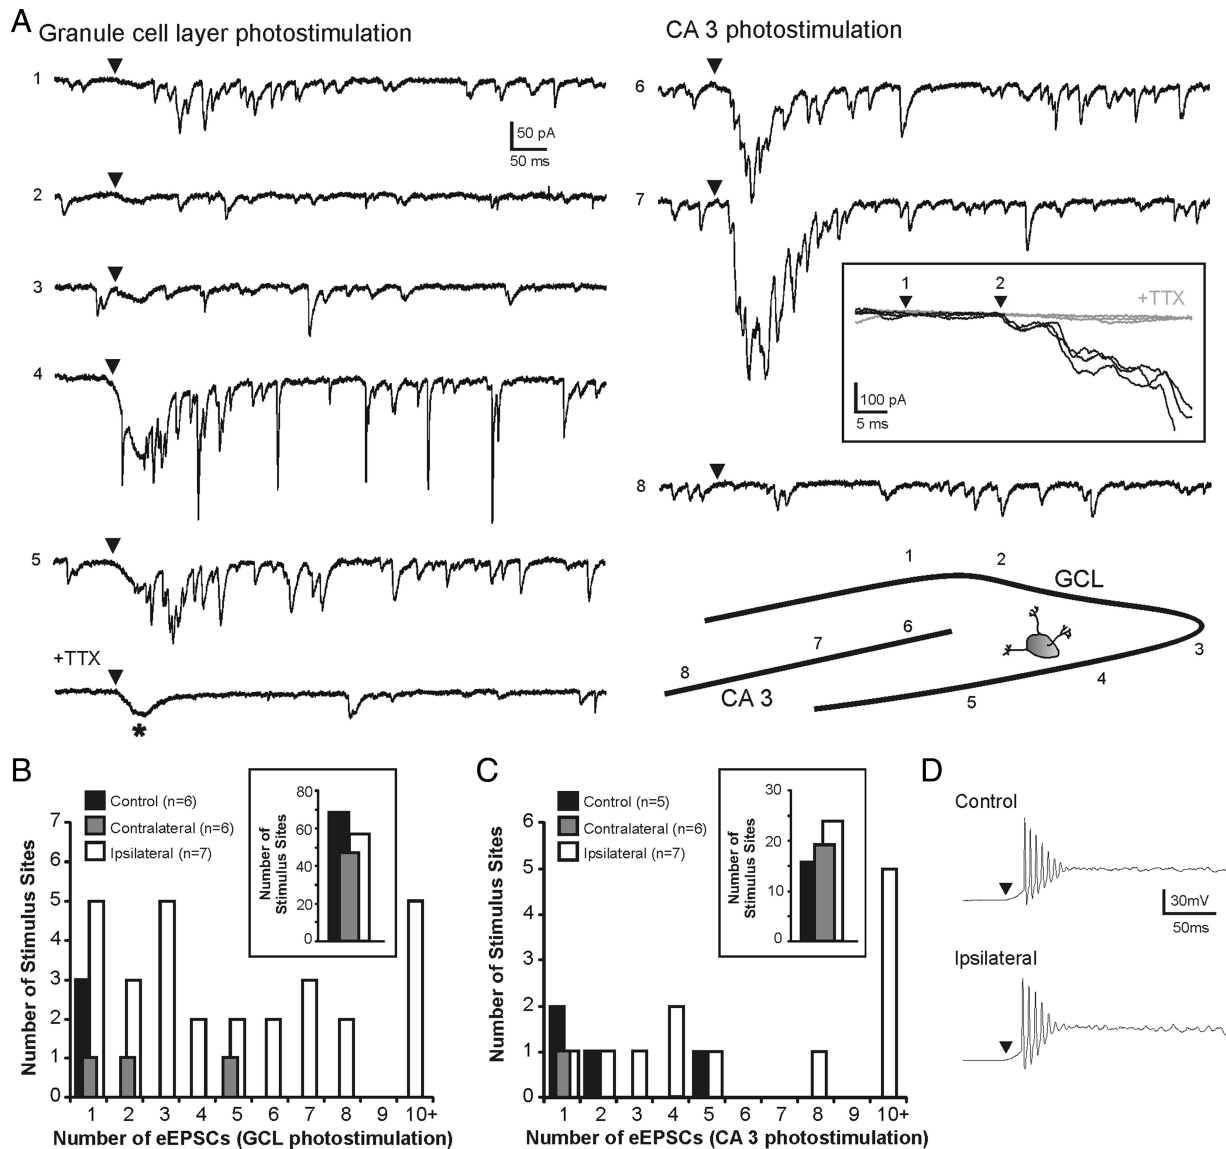 A
Granule cell layer photostimulation
CA 3 photostimulation
1
50 pA
50 ms
2
3
4
5
+TTX
*
6
7
1 2 +TTX
100 pA
5 ms
8
1 2
GCL
6
7
8
3
4
CA 3
5
B
Control (n=6)
Contralateral (n=6)
Ipsilateral (n=7)
Number of Stimulus Sites
7
6
5
4
3
2
1
0
1 2 3 4 5 6 7 8 9 10+
Number of eEPSCs (GCL photostimulation)
Number of
Stimulus Sites
80
60
40
20
0
C
Control (n=5)
Contralateral (n=6)
Ipsilateral (n=7)
Number of Stimulus Sites
6
5
4
3
2
1
0
1 2 3 4 5 6 7 8 9 10+
Number of eEPSCs (CA 3 photostimulation)
Number of
Stimulus Sites
30
20
10
0
D
Control
30mV
50ms
Ipsilateral